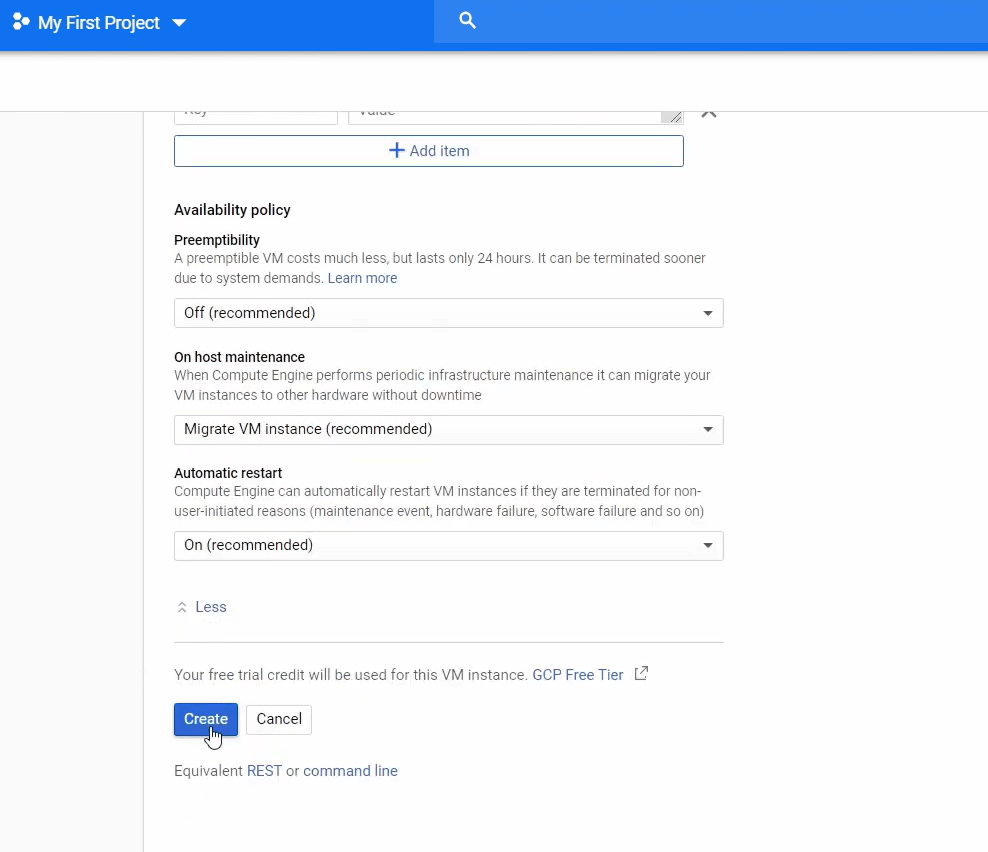 My First Project
Key Value
Add item
Availability policy
Preemptibility
A preemptible VM costs much less, but lasts only 24 hours. It can be terminated sooner
due to system demands. Learn more
Off (recommended)
On host maintenance
When Compute Engine performs periodic infrastructure maintenance it can migrate your
VM instances to other hardware without downtime
Migrate VM instance (recommended)
Automatic restart
Compute Engine can automatically restart VM instances if they are terminated for non-
user-initiated reasons (maintenance event, hardware failure, software failure and so on)
On (recommended)
Less
Your free trial credit will be used for this VM instance. GCP Free Tier
Create Cancel
Equivalent REST or command line